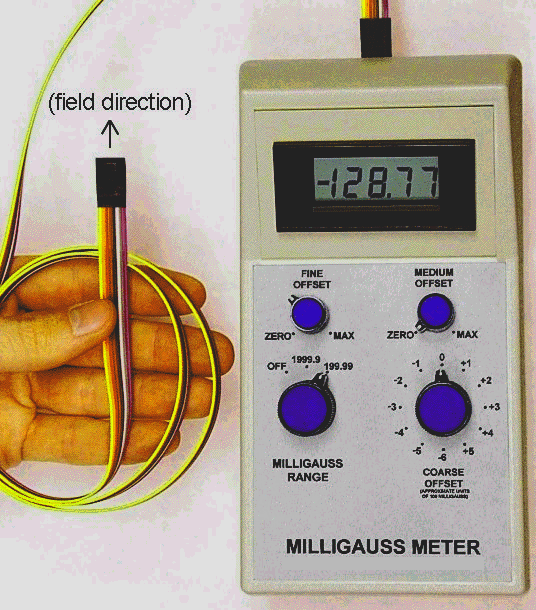 (field direction)
-128.77
FINE
OFFSET
MEDIUM
OFFSET
ZERO
MAX
ZERO
MAX
OFF
1999.9
199.99
-1
0
+1
-2
+2
-3
+3
-4
+4
-5
-6
+5
MILLIGAUSS
RANGE
COARSE
OFFSET
(APPROXIMATE UNITS
OF 100 MILLIGAUSS)
MILLIGAUSS METER